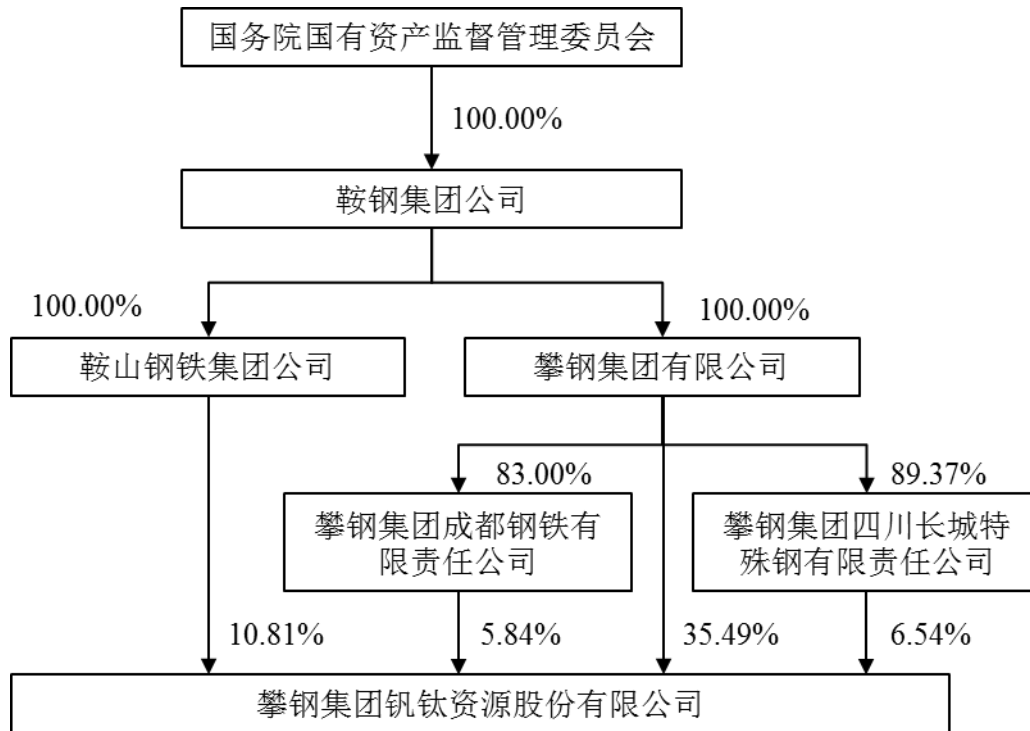 国务院国有资产监督管理委员会
100.00%
鞍钢集团公司
100.00%
100.00%
鞍山钢铁集团公司
攀钢集团有限公司
83.00%
89.37%
攀钢集团成都钢铁有
限责任公司
攀钢集团四川长城特
殊钢有限责任公司
10.81%
5.84%
35.49%
6.54%
攀钢集团钒钛资源股份有限公司